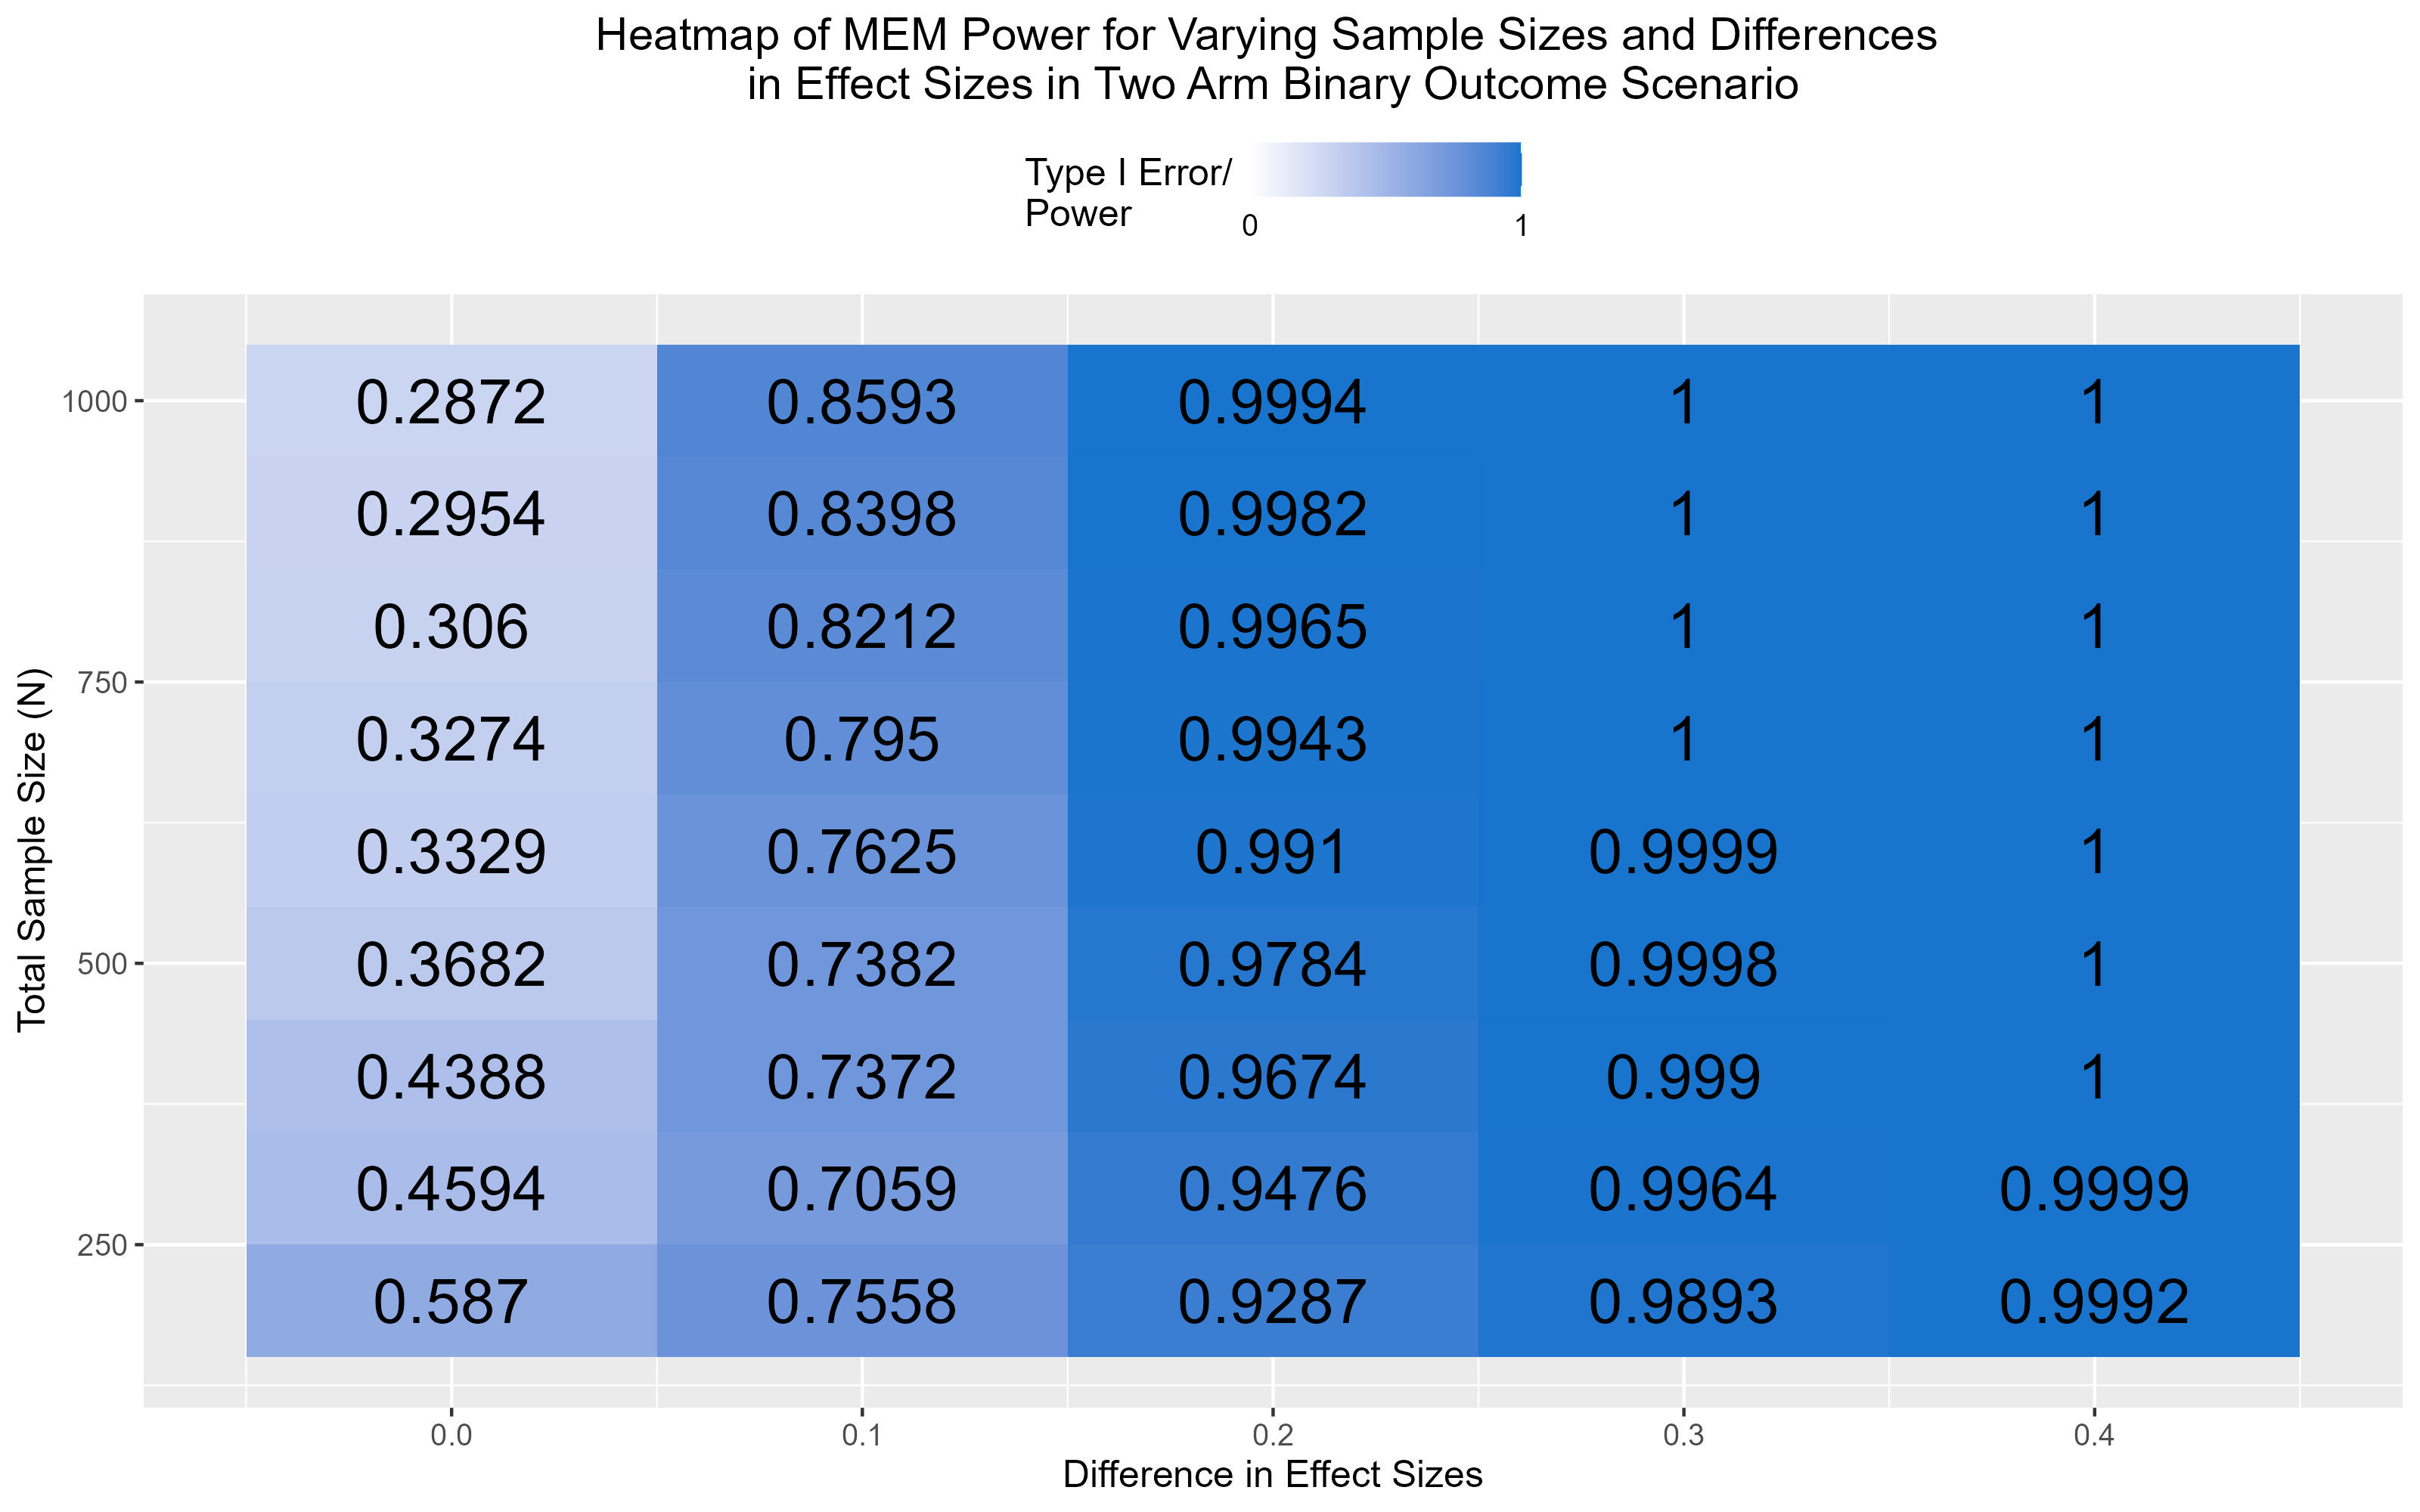 Heatmap of MEM Power for Varying Sample Sizes and Differences
in Effect Sizes in Two Arm Binary Outcome Scenario
Type I Error/
Power
0 1
1000
750
500
250
Total Sample Size (N)
0.2872 0.8593 0.9994 1 1
0.2954 0.8398 0.9982 1 1
0.306 0.8212 0.9965 1 1
0.3274 0.795 0.9943 1 1
0.3329 0.7625 0.991 0.9999 1
0.3682 0.7382 0.9784 0.9998 1
0.4388 0.7372 0.9674 0.999 1
0.4594 0.7059 0.9476 0.9964 0.9999
0.587 0.7558 0.9287 0.9893 0.9992
0.0 0.1 0.2 0.3 0.4
Difference in Effect Sizes